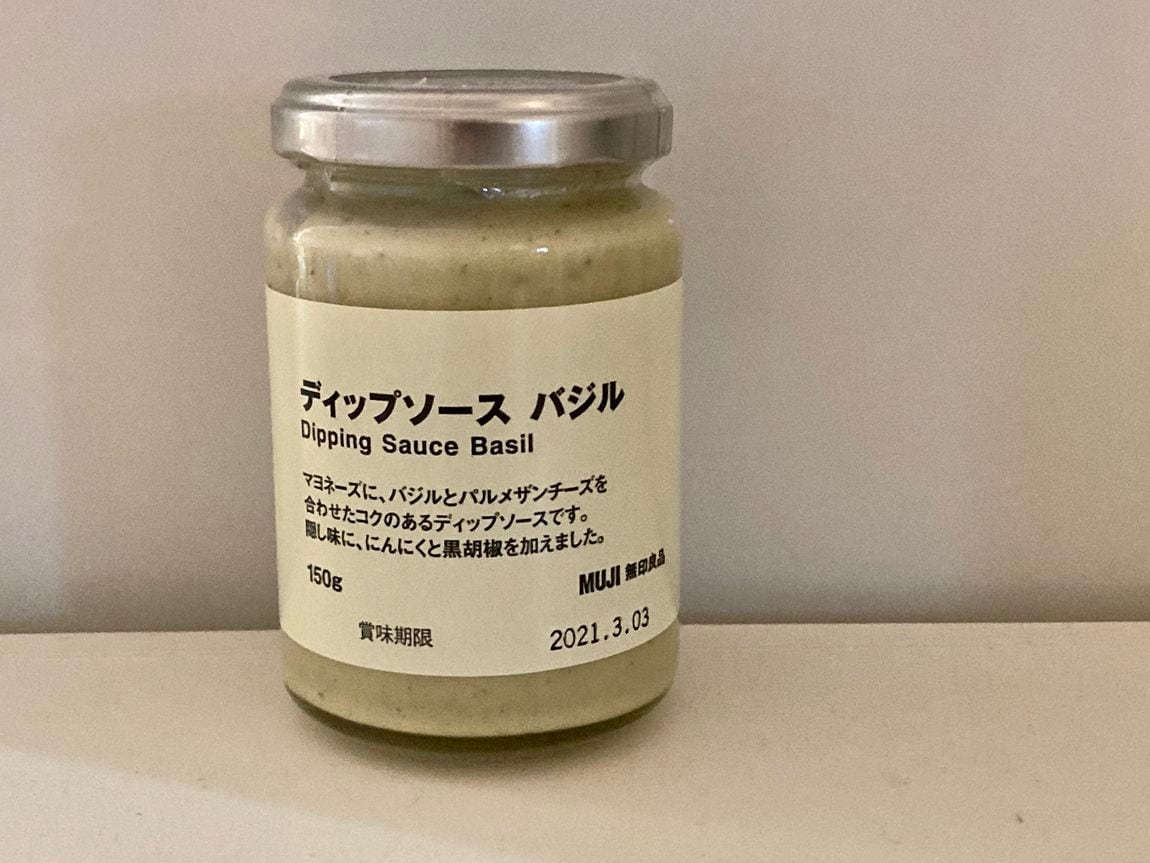 ディップソース バジル
Dipping Sauce Basil
マヨネーズに、バジルとパルメザンチーズを
合わせたコクのあるディップソースです。
隠し味に、にんにくと黒胡椒を加えました。
150g
MUJI 無印良品
賞味期限 2021.3.03